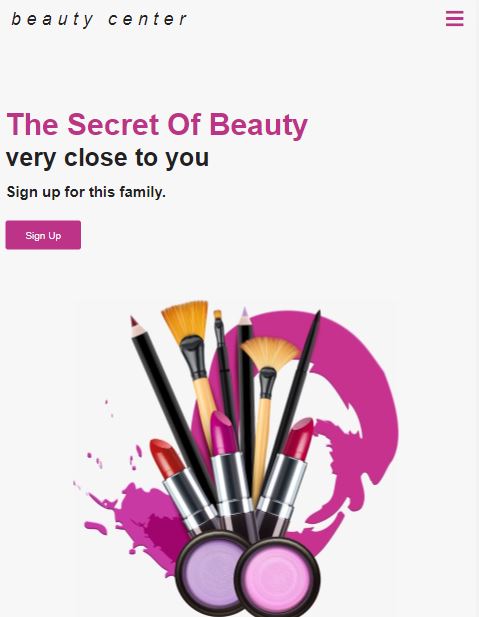 beauty center
The Secret Of Beauty
very close to you
Sign up for this family.
Sign Up